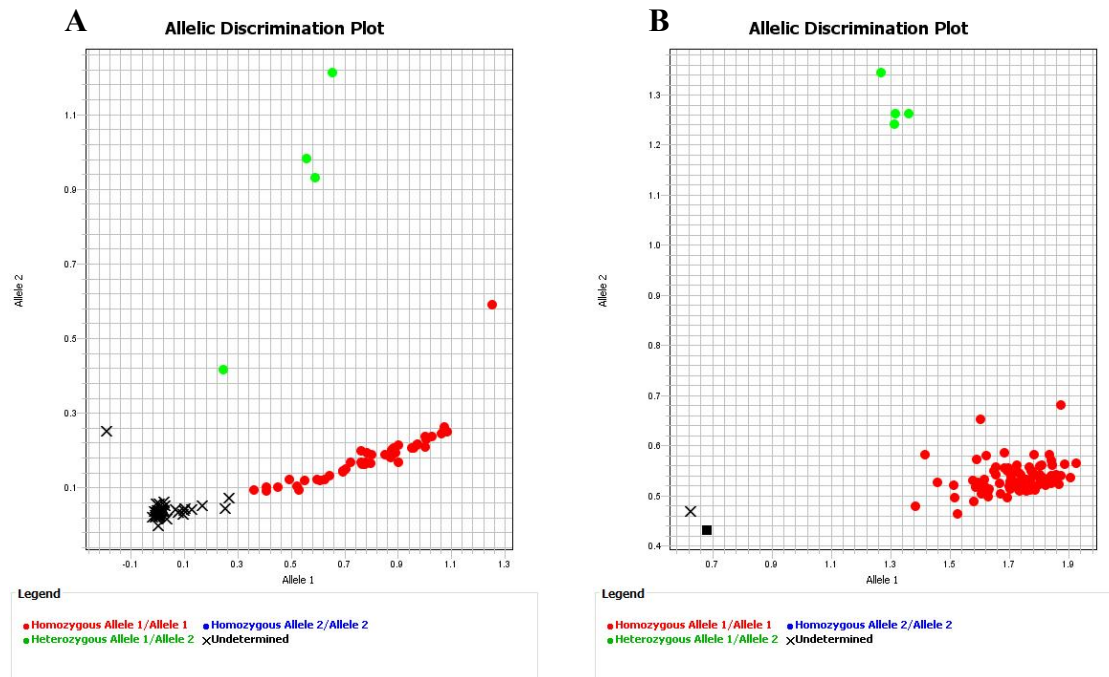 A
Allelic Discrimination Plot
1.1
0.9
0.7
0.5
0.3
0.1
Allele 2
-0.1 0.1 0.3 0.5 0.7 0.9 1.1 1.3
Allele 1
Legend
Homozygous Allele 1/Allele 1 Homozygous Allele 2/Allele 2
Heterozygous Allele 1/Allele 2 Undetermined
B
Allelic Discrimination Plot
1.3
1.2
1.1
1.0
0.9
0.8
0.7
0.6
0.5
0.4
Allele 2
0.7 0.9 1.1 1.3 1.5 1.7 1.9
Allele 1
Legend
Homozygous Allele 1/Allele 1 Homozygous Allele 2/Allele 2
Heterozygous Allele 1/Allele 2 Undetermined